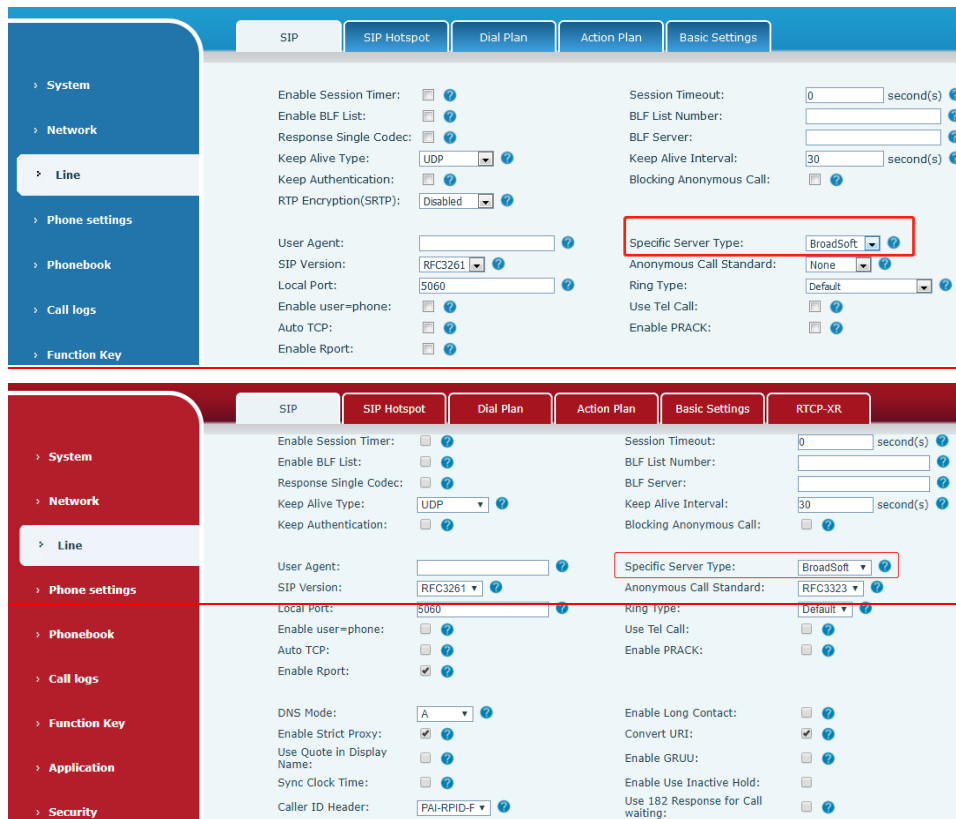 SIP SIP Hotspot Dial Plan Action Plan Basic Settings
› System
› Network
› Line
› Phone settings
› Phonebook
› Call logs
› Function Key
Enable Session Timer: ? Session Timeout: 0 second(s) ?
Enable BLF List: ? BLF List Number: ?
Response Single Codec: ? BLF Server: ?
Keep Alive Type: UDP ? Keep Alive Interval: 30 second(s) ?
Keep Authentication: ? Blocking Anonymous Call: ?
RTP Encryption(SRTP): Disabled ?
User Agent: ? Specific Server Type: BroadSoft ?
SIP Version: RFC3261 ? Anonymous Call Standard: None ?
Local Port: 5060 ? Ring Type: Default ?
Enable user=phone: ? Use Tel Call: ?
Auto TCP: ? Enable PRACK: ?
Enable Rport: ?
SIP SIP Hotspot Dial Plan Action Plan Basic Settings RTCP-XR
› System
› Network
› Line
› Phone settings
› Phonebook
› Call logs
› Function Key
› Application
› Security
Enable Session Timer: ? Session Timeout: 0 second(s) ?
Enable BLF List: ? BLF List Number: ?
Response Single Codec: ? BLF Server: ?
Keep Alive Type: UDP ? Keep Alive Interval: 30 second(s) ?
Keep Authentication: ? Blocking Anonymous Call: ?
User Agent: ? Specific Server Type: BroadSoft ?
SIP Version: RFC3261 ? Anonymous Call Standard: RFC3323 ?
Local Port: 5060 ? Ring Type: Default ?
Enable user=phone: ? Use Tel Call: ?
Auto TCP: ? Enable PRACK: ?
Enable Rport: ?
DNS Mode: A ? Enable Long Contact: ?
Enable Strict Proxy: ? Convert URI: ?
Use Quote in Display
Name: ? Enable GRUU: ?
Sync Clock Time: ? Enable Use Inactive Hold:
Caller ID Header: PAI-RPID-F ? Use 182 Response for Call
waiting: ?